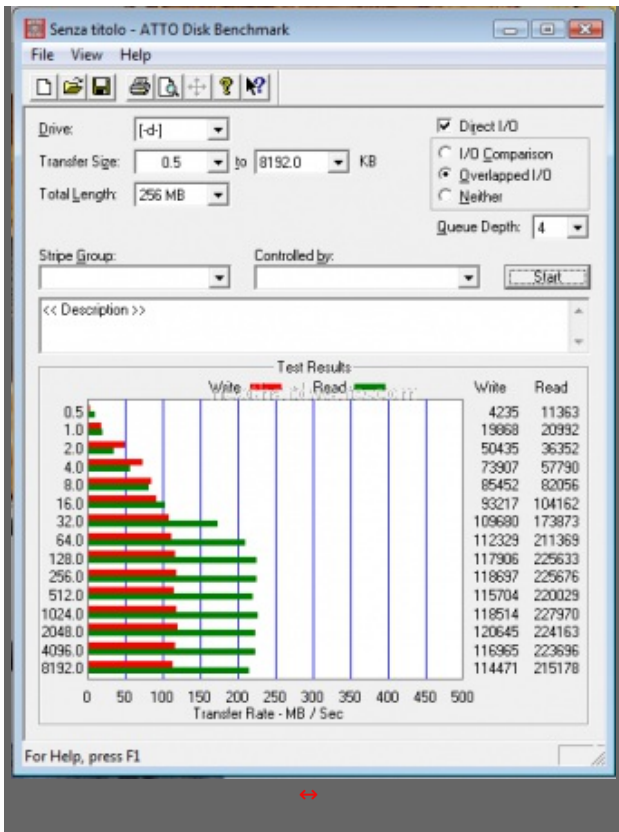 Senza titolo - ATTO Disk Benchmark
File View Help
Drive: [-d-] Direct I/O
Transfer Size: 0.5 to 8192.0 KB I/O Comparison
Overlapped I/O
Total Length: 256 MB Neither
Queue Depth: 4
Stripe Group: Controlled by:
Start
<< Description >>
Test Results
Write Read Write Read
0.5 4235 11363
1.0 19868 20992
2.0 50435 36352
4.0 73907 57790
8.0 85452 82056
16.0 93217 104162
32.0 109680 173873
64.0 112329 211369
128.0 117906 225633
256.0 118697 225676
512.0 115704 220029
1024.0 118514 227970
2048.0 120645 224163
4096.0 116965 223696
8192.0 114471 215178
0 50 100 150 200 250 300 350 400 450 500
Transfer Rate - MB / Sec
For Help, press F1